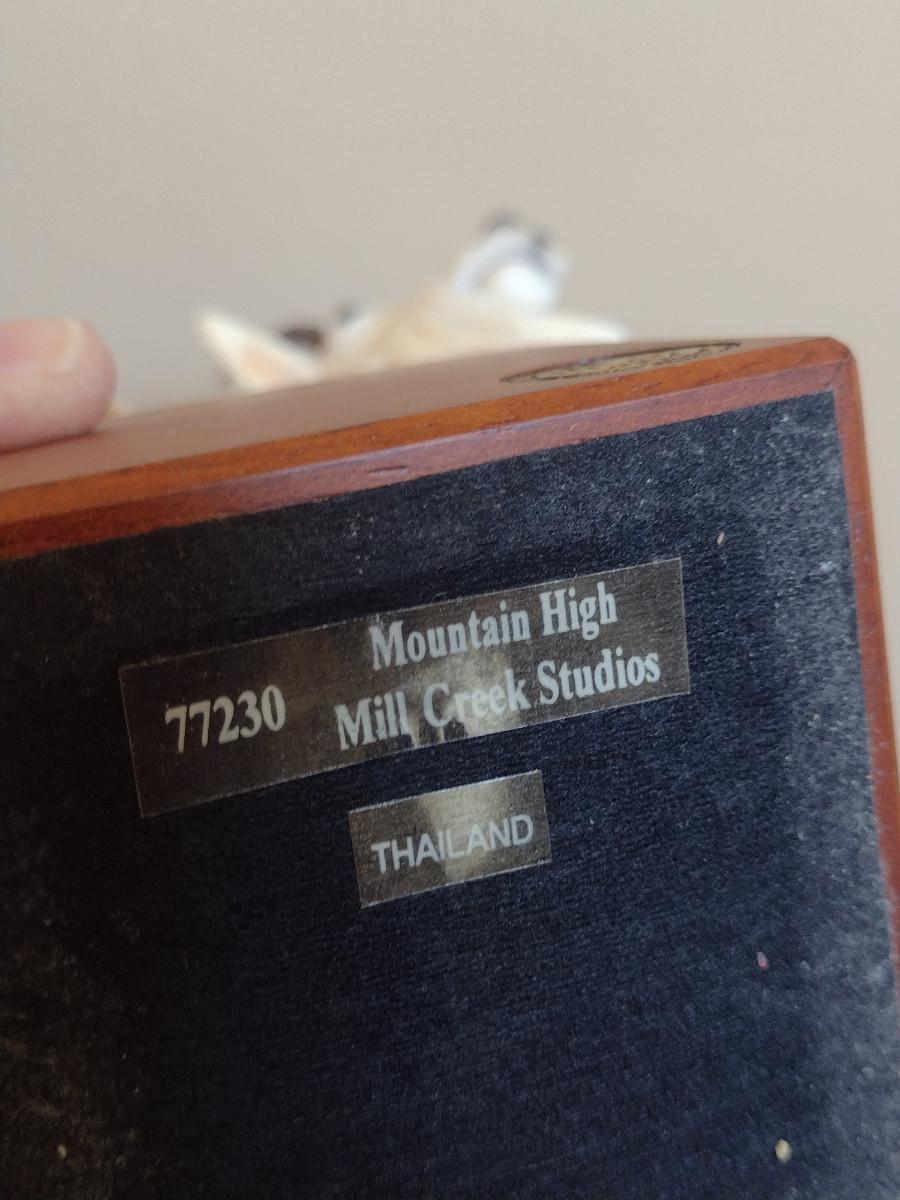 Mountain High
77230 Mill Creek Studios
THAILAND